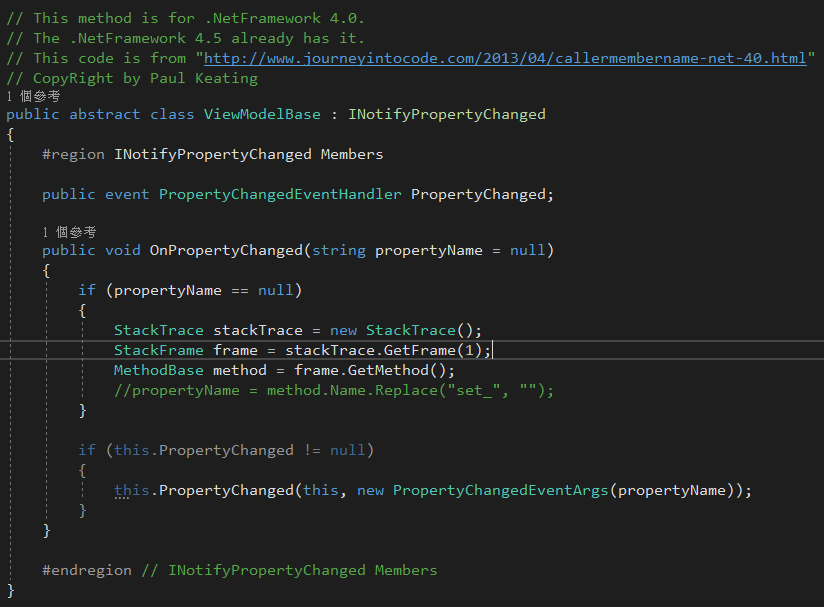 // This method is for .NetFramework 4.0.
// The .NetFramework 4.5 already has it.
// This code is from "http://www.journeyintocode.com/2013/04/callermembername-net-40.html"
// CopyRight by Paul Keating
1 個參考
public abstract class ViewModelBase : INotifyPropertyChanged
{
#region INotifyPropertyChanged Members
public event PropertyChangedEventHandler PropertyChanged;
1 個參考
public void OnPropertyChanged(string propertyName = null)
{
if (propertyName == null)
{
StackTrace stackTrace = new StackTrace();
StackFrame frame = stackTrace.GetFrame(1);
MethodBase method = frame.GetMethod();
//propertyName = method.Name.Replace("set_", "");
}
if (this.PropertyChanged != null)
{
this.PropertyChanged(this, new PropertyChangedEventArgs(propertyName));
}
}
#endregion // INotifyPropertyChanged Members
}